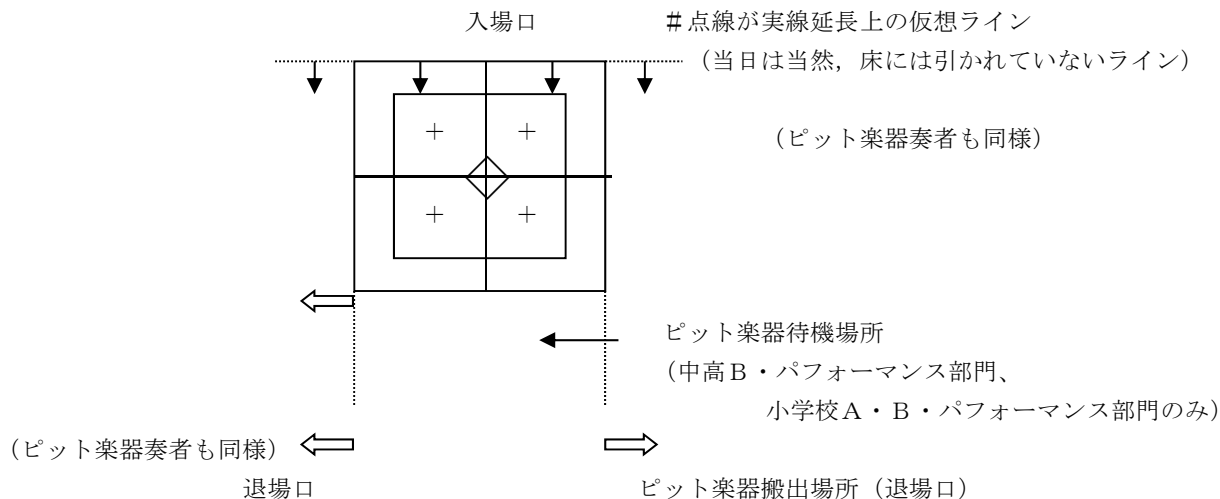 入場口
＃点線が実線延長上の仮想ライン
（当日は当然，床には引かれていないライン）
（ピット楽器奏者も同様）
ピット楽器待機場所
（中高Ｂ・パフォーマンス部門、
小学校Ａ・Ｂ・パフォーマンス部門のみ）
（ピット楽器奏者も同様）
退場口
ピット楽器搬出場所（退場口）